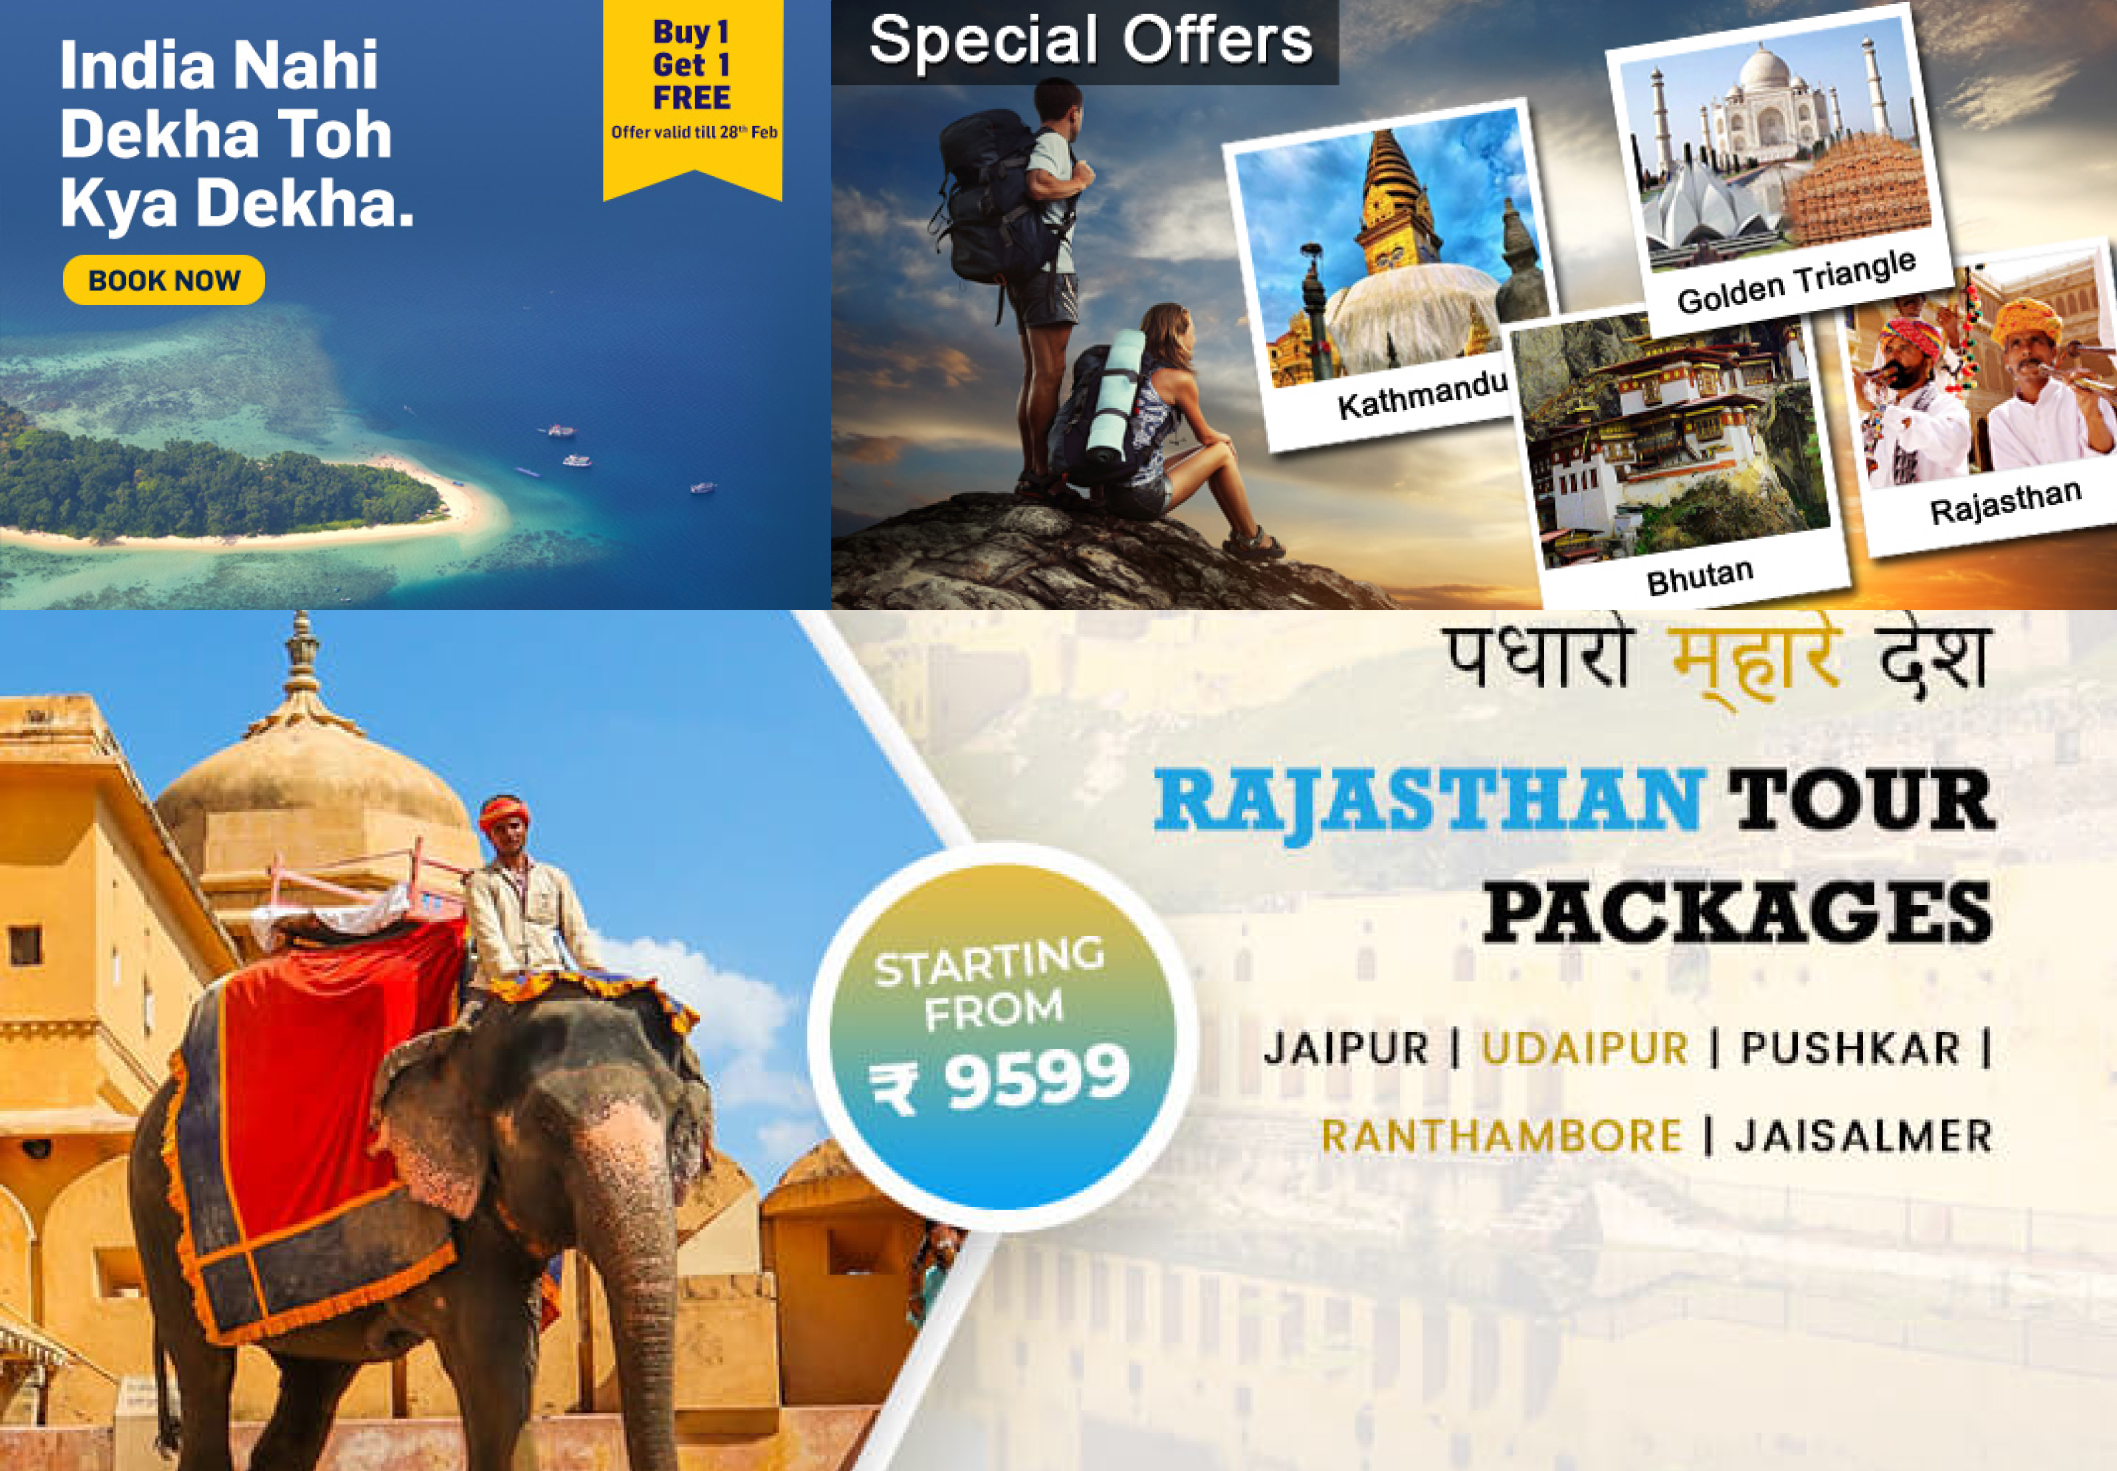 India Nahi
Dekha Toh
Kya Dekha.
BOOK NOW
Buy 1
Get 1
FREE
Offer valid till 28th Feb
Special Offers
Kathmandu
Golden Triangle
Bhutan
Rajasthan
पधारो म्हारे देश
RAJASTHAN TOUR
PACKAGES
STARTING
FROM
₹ 9599
JAIPUR | UDAIPUR | PUSHKAR |
RANTHAMBORE | JAISALMER